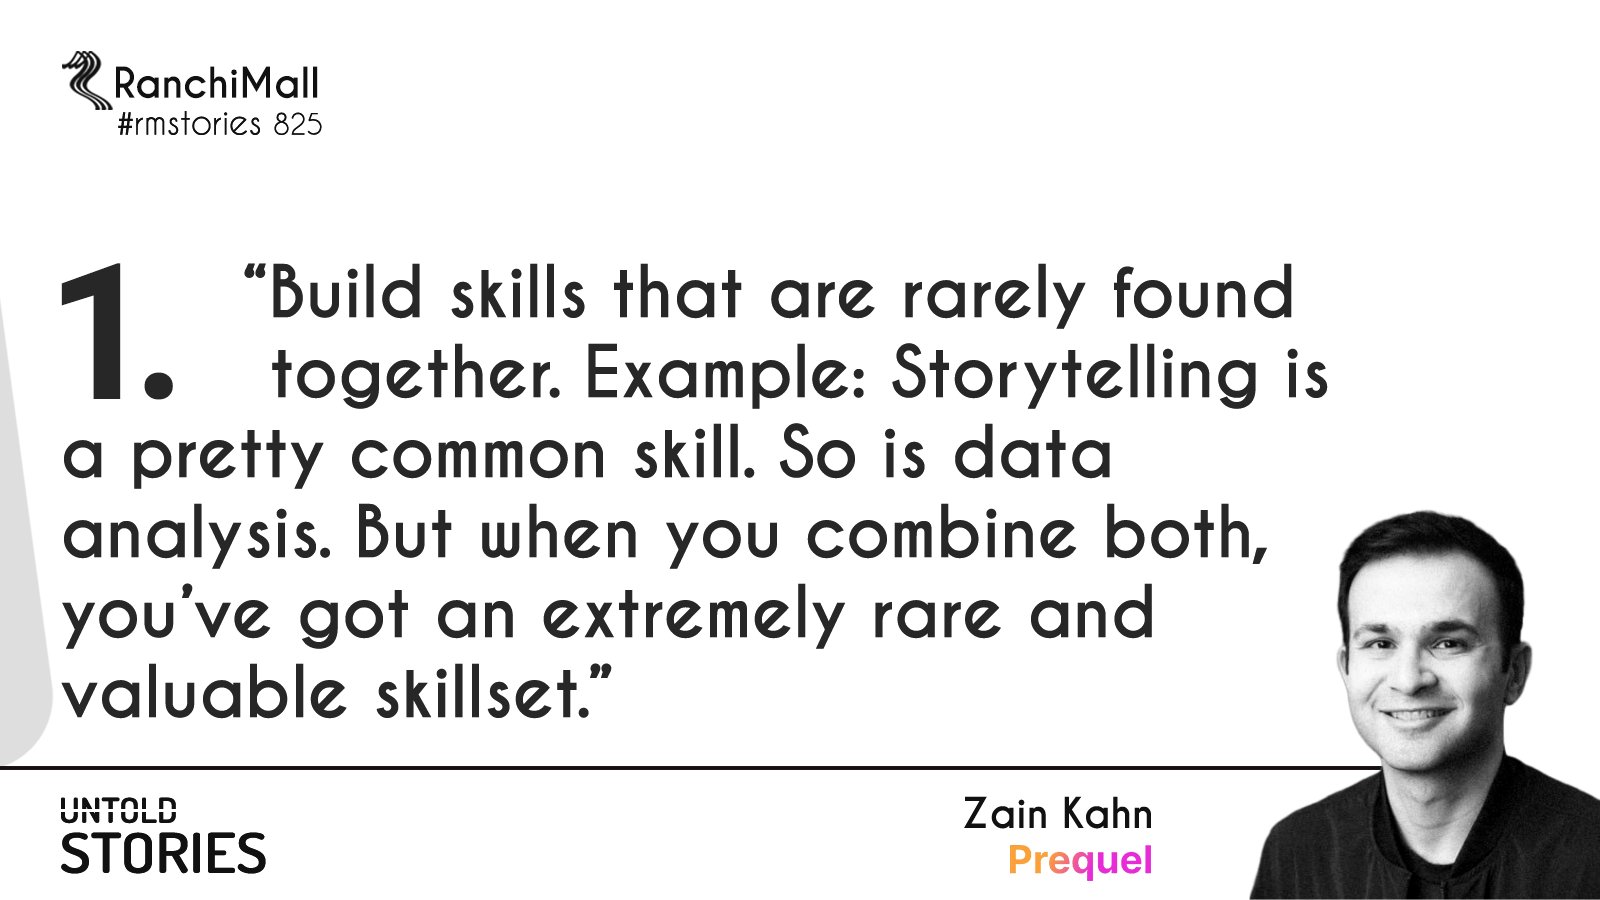 RanchiMall
#rmstories 825
1. “Build skills that are rarely found
together. Example: Storytelling is
a pretty common skill. So is data
analysis. But when you combine both,
you’ve got an extremely rare and
valuable skillset.”
UNTOLD
STORIES
Zain Kahn
Prequel